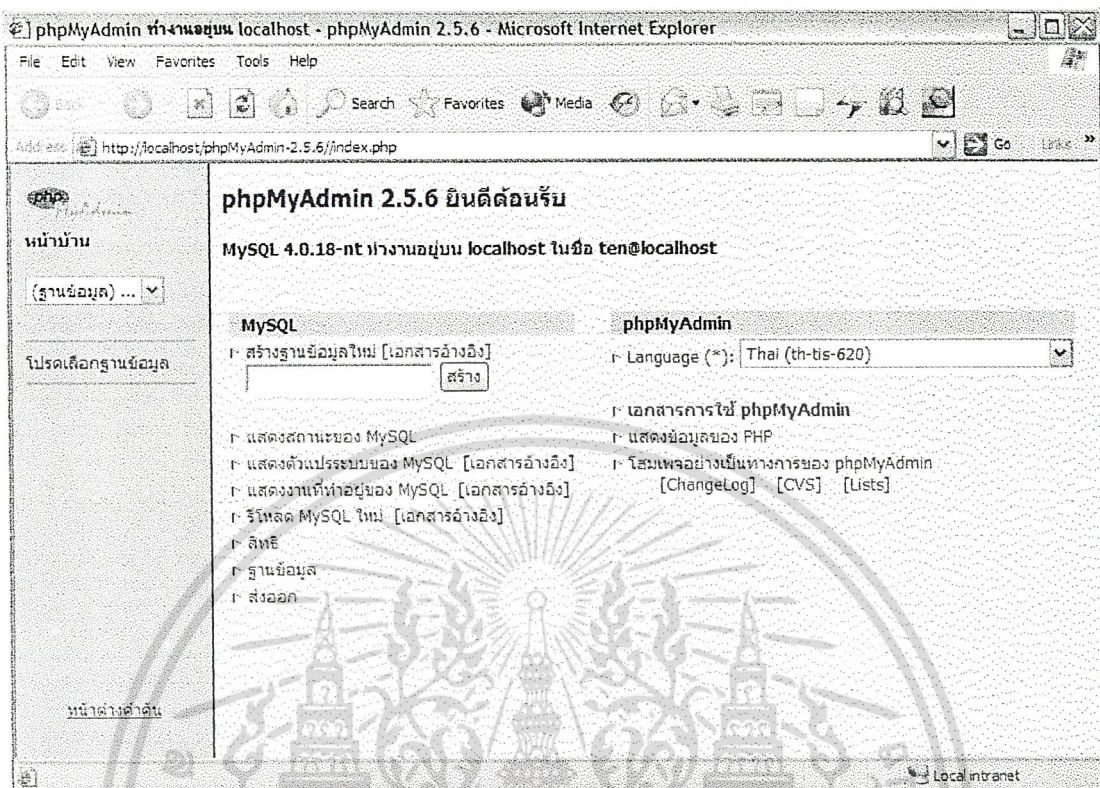 phpMyAdmin ทำงานอยู่บน localhost - phpMyAdmin 2.5.6 - Microsoft Internet Explorer
File Edit View Favorites Tools Help
Back Search Favorites Media
Address http://localhost/phpMyAdmin-2.5.6//index.php Go Links »
php MyAdmin
หน้าบ้าน
(ฐานข้อมูล) ...
โปรดเลือกฐานข้อมูล
หน้าต่างคำค้น
phpMyAdmin 2.5.6 ยินดีต้อนรับ
MySQL 4.0.18-nt ทำงานอยู่บน localhost ในชื่อ ten@localhost
MySQL
สร้างฐานข้อมูลใหม่ [เอกสารอ้างอิง]
สร้าง
แสดงสถานะของ MySQL
แสดงตัวแปรระบบของ MySQL [เอกสารอ้างอิง]
แสดงงานที่ทำอยู่ของ MySQL [เอกสารอ้างอิง]
รีโหลด MySQL ใหม่ [เอกสารอ้างอิง]
สิทธิ
ฐานข้อมูล
ส่งออก
phpMyAdmin
Language (*): Thai (th-tis-620)
เอกสารการใช้ phpMyAdmin
แสดงข้อมูลของ PHP
โฮมเพจอย่างเป็นทางการของ phpMyAdmin
[ChangeLog] [CVS] [Lists]
Local intranet